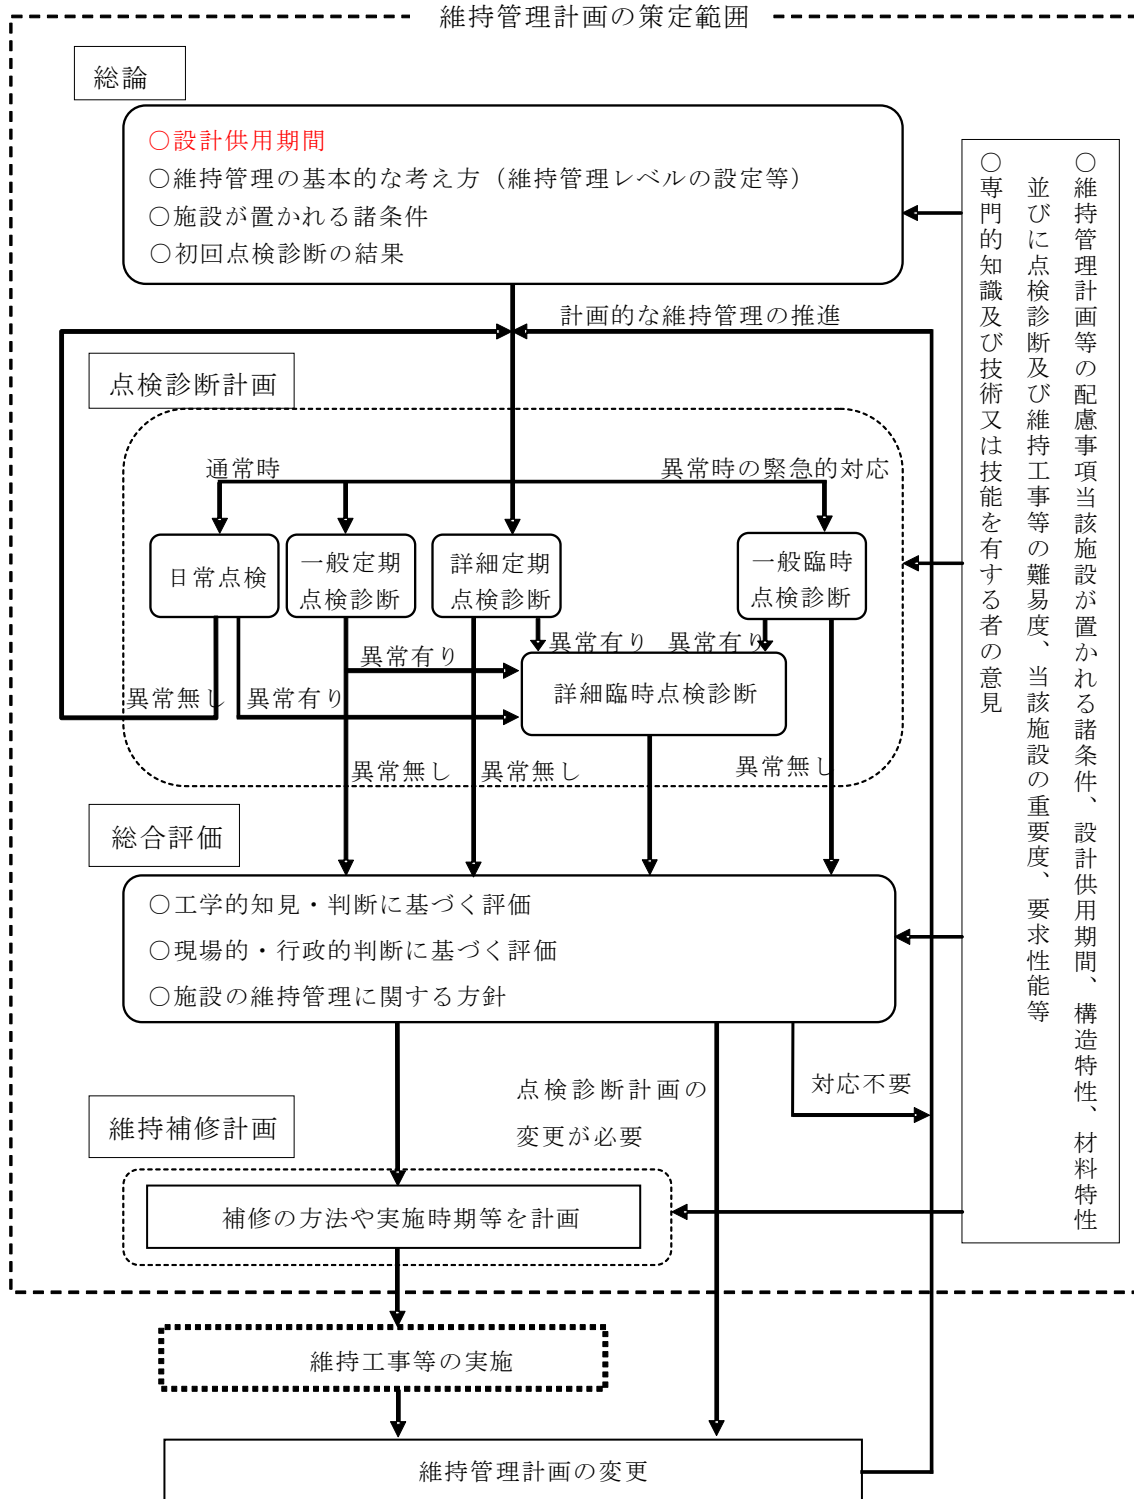 維持管理計画の策定範囲
総論
○設計供用期間
○維持管理の基本的な考え方（維持管理レベルの設定等）
○施設が置かれる諸条件
○初回点検診断の結果
○維持管理計画等の配慮事項当該施設が置かれる諸条件、設計供用期間、構造特性、材料特性
並びに点検診断及び維持工事等の難易度、当該施設の重要度、要求性能等
○専門的知識及び技術又は技能を有する者の意見
計画的な維持管理の推進
点検診断計画
通常時
異常時の緊急的対応
日常点検
一般定期
点検診断
詳細定期
点検診断
一般臨時
点検診断
異常有り
異常有り
異常有り
詳細臨時点検診断
異常無し
異常有り
異常無し
異常無し
異常無し
総合評価
○工学的知見・判断に基づく評価
○現場的・行政的判断に基づく評価
○施設の維持管理に関する方針
点検診断計画の
変更が必要
対応不要
維持補修計画
補修の方法や実施時期等を計画
維持工事等の実施
維持管理計画の変更